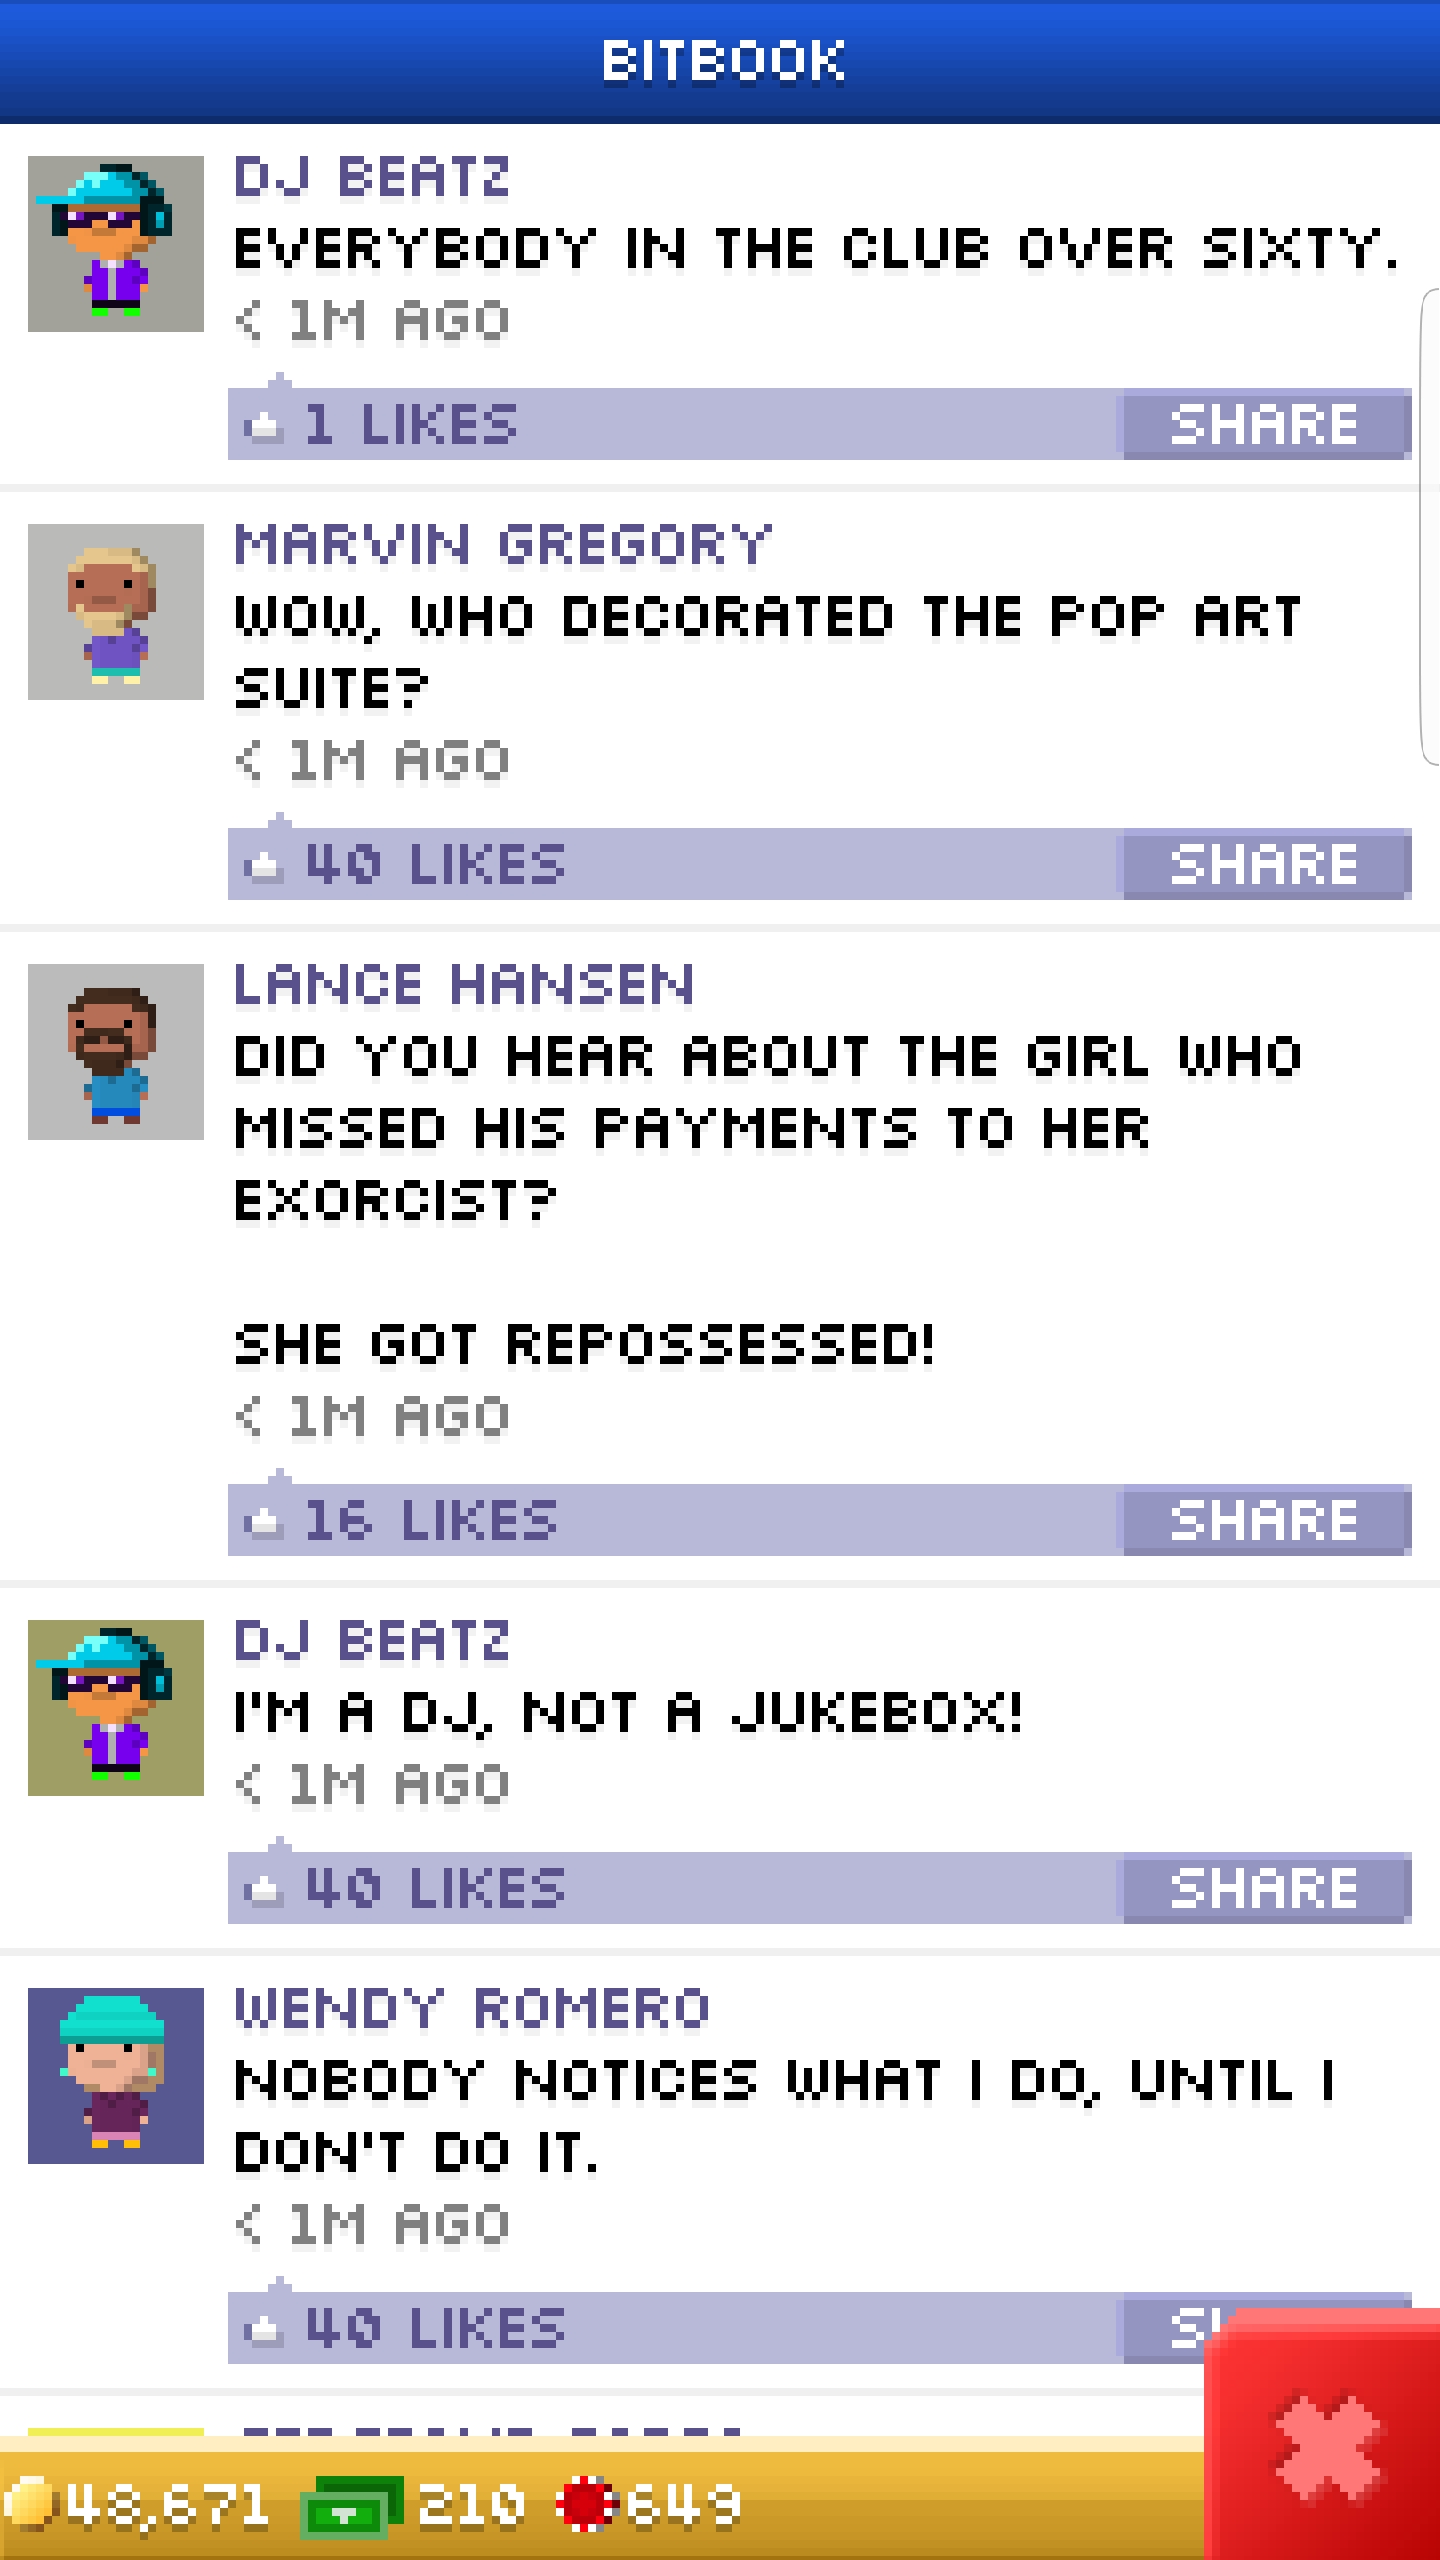 BITBOOK
DJ BEATZ
EVERYBODY IN THE CLUB OVER SIXTY.
< 1M AGO
1 LIKES SHARE
MARVIN GREGORY
WOW, WHO DECORATED THE POP ART
SUITE?
< 1M AGO
40 LIKES SHARE
LANCE HANSEN
DID YOU HEAR ABOUT THE GIRL WHO
MISSED HIS PAYMENTS TO HER
EXORCIST?
SHE GOT REPOSSESSED!
< 1M AGO
16 LIKES SHARE
DJ BEATZ
I'M A DJ, NOT A JUKEBOX!
< 1M AGO
40 LIKES SHARE
WENDY ROMERO
NOBODY NOTICES WHAT I DO, UNTIL I
DON'T DO IT.
< 1M AGO
40 LIKES
48,671 210 649